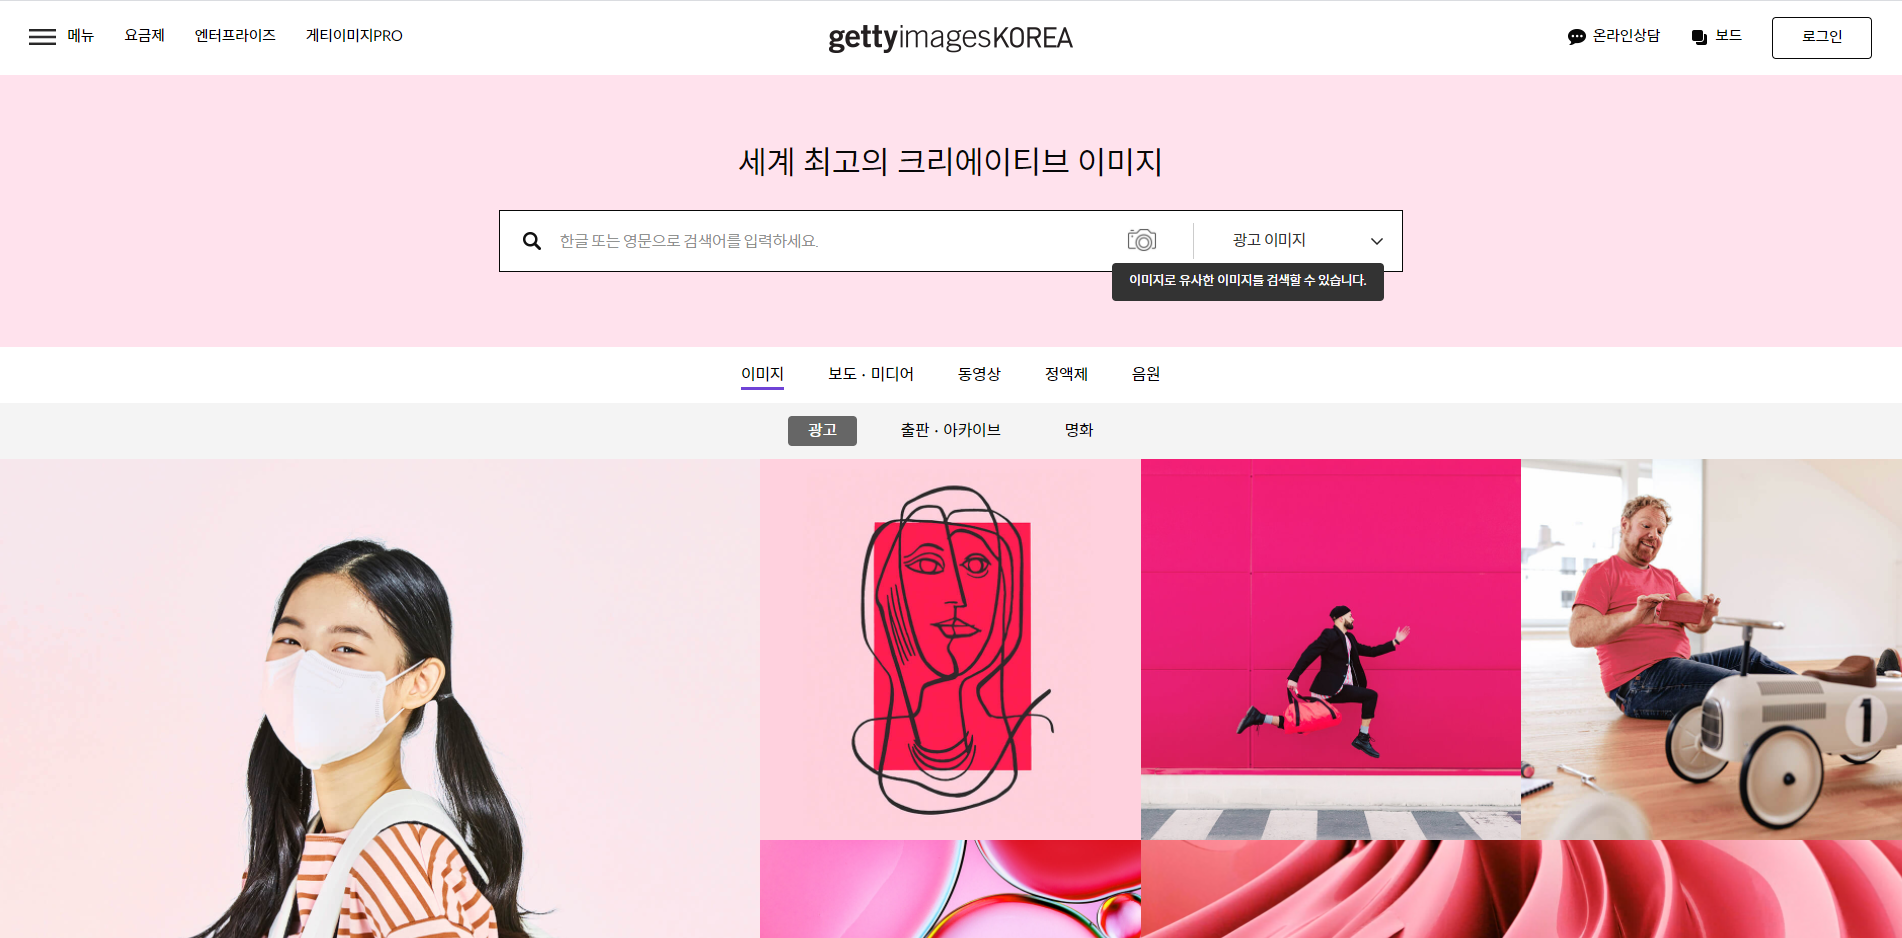 메뉴 요금제 엔터프라이즈 게티이미지PRO gettyimagesKOREA 온라인상담 보드 로그인
세계 최고의 크리에이티브 이미지
한글 또는 영문으로 검색어를 입력하세요. 광고 이미지
이미지로 유사한 이미지를 검색할 수 있습니다.
이미지 보도 · 미디어 동영상 정액제 음원
광고 출판 · 아카이브 명화
1